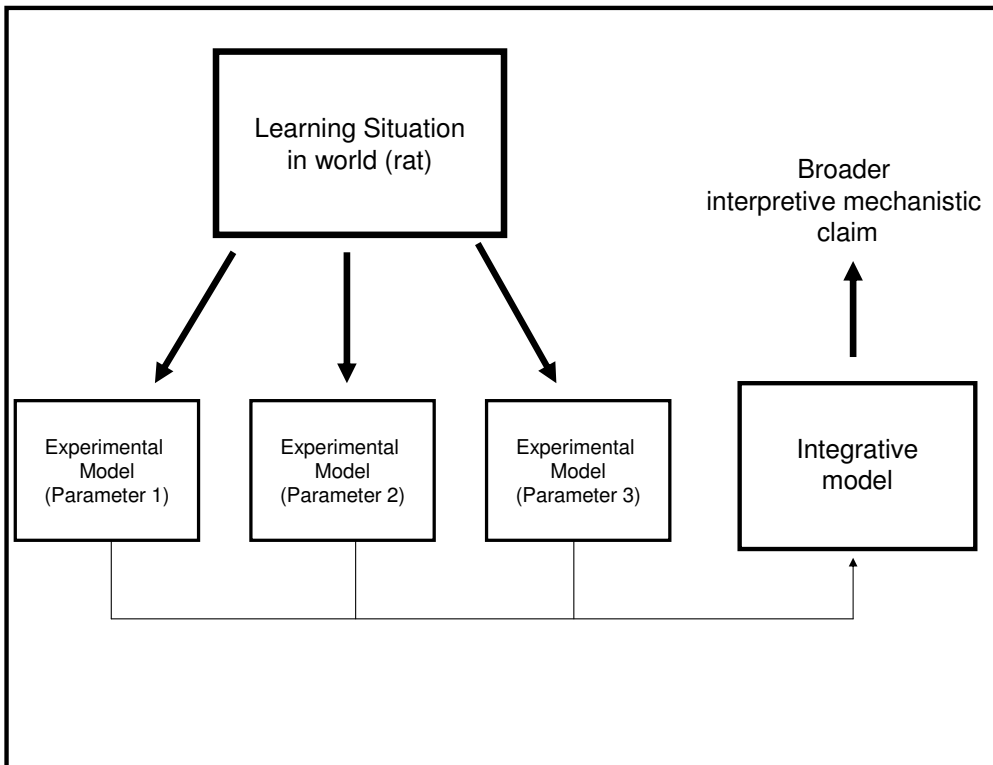 Learning Situation
in world (rat)
Broader
interpretive mechanistic
claim
Experimental
Model
(Parameter 1)
Experimental
Model
(Parameter 2)
Experimental
Model
(Parameter 3)
Integrative
model